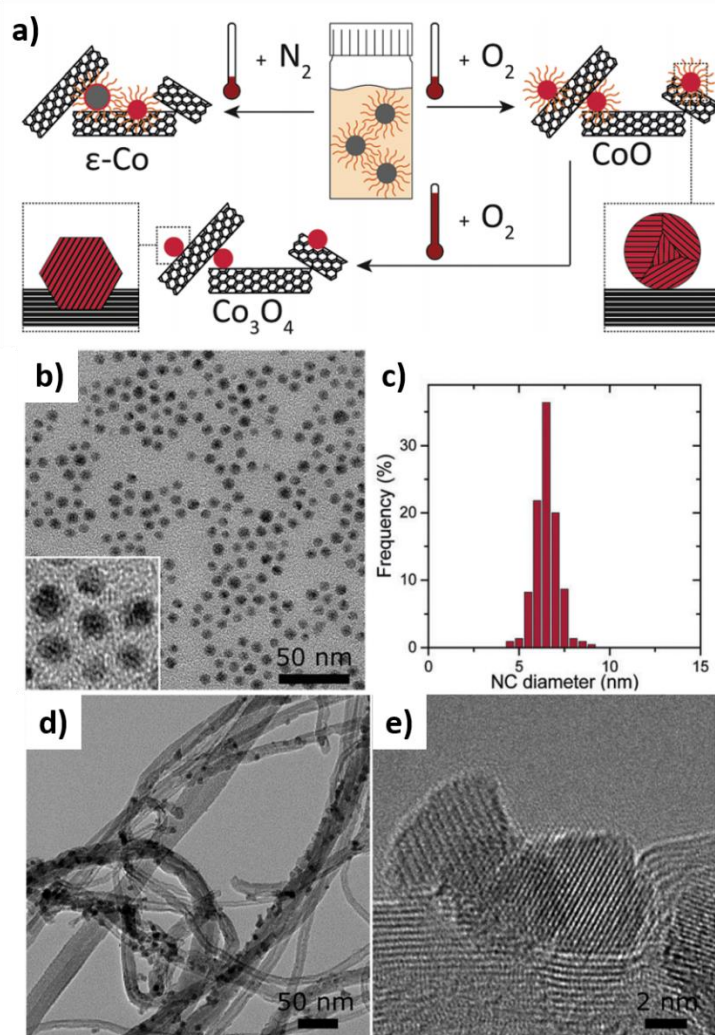 a)
+ N₂
+ O₂
ε-Co
CoO
+ O₂
Co₃O₄
b)
50 nm
c)
Frequency (%)
30
20
10
0
0
5
10
15
NC diameter (nm)
d)
50 nm
e)
2 nm